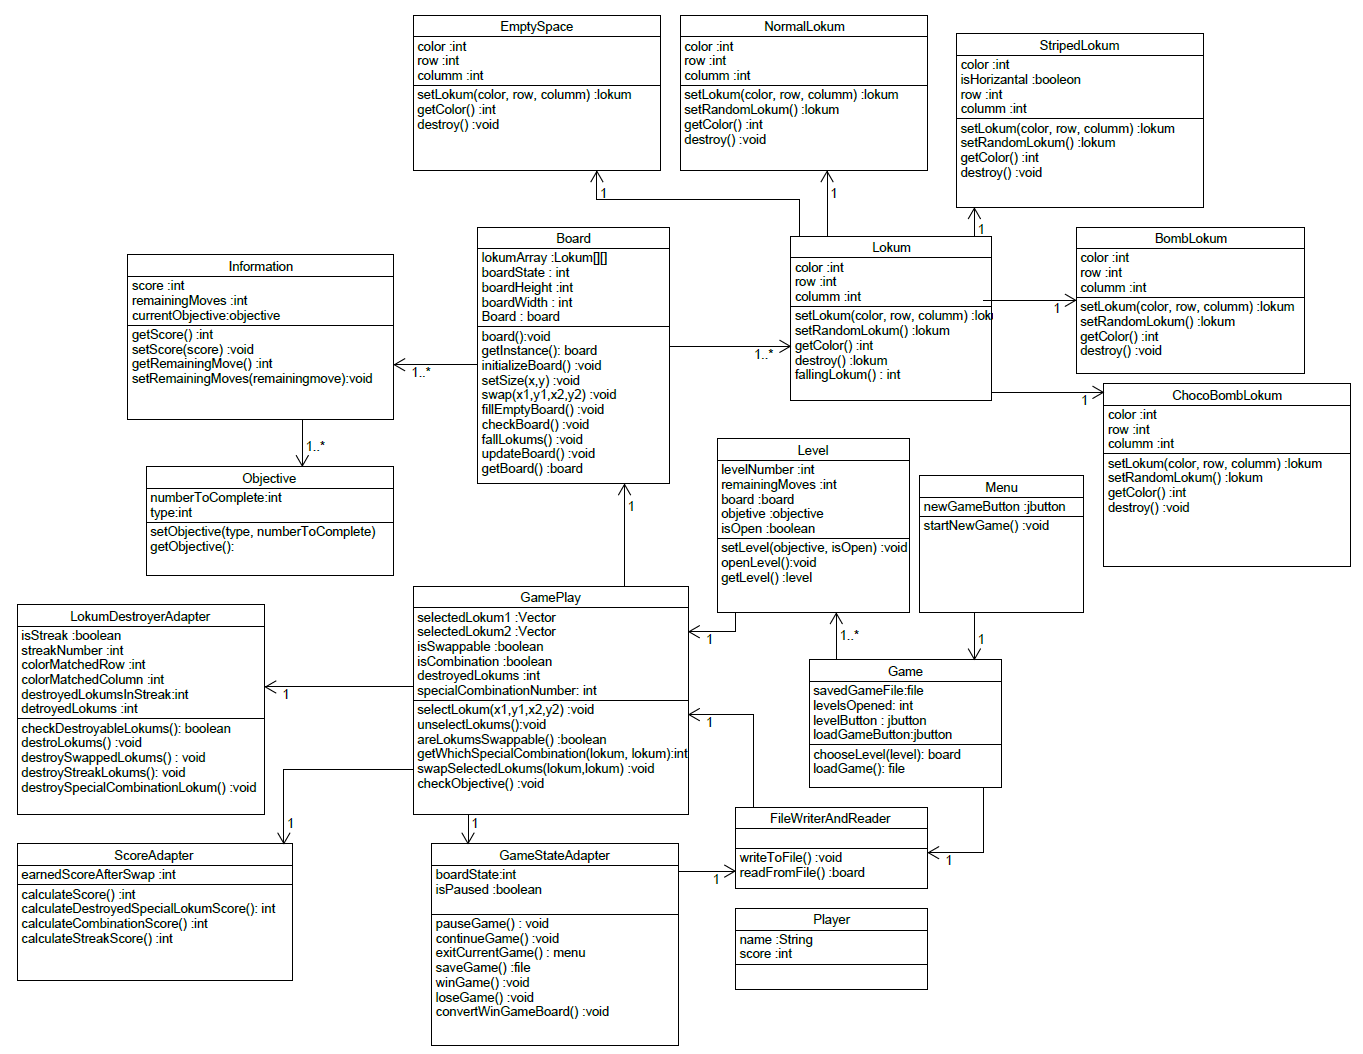 EmptySpace
color :int
row :int
columm :int
setLokum(color, row, columm) :lokum
getColor() :int
destroy() :void
NormalLokum
color :int
row :int
columm :int
setLokum(color, row, columm) :lokum
setRandomLokum() :lokum
getColor() :int
destroy() :void
StripedLokum
color :int
isHorizantal :booleon
row :int
columm :int
setLokum(color, row, columm) :lokum
setRandomLokum() :lokum
getColor() :int
destroy() :void
1
1
1
Information
score :int
remainingMoves :int
currentObjective:objective
getScore() :int
setScore(score) :void
getRemainingMove() :int
setRemainingMoves(remainingmove):void
1..*
Board
lokumArray :Lokum[][]
boardState : int
boardHeight :int
boardWidth : int
Board : board
board():void
getInstance(): board
initializeBoard() :void
setSize(x,y) :void
swap(x1,y1,x2,y2) :void
fillEmptyBoard() :void
checkBoard() :void
fallLokums() :void
updateBoard() :void
getBoard() :board
1..*
Lokum
color :int
row :int
columm :int
setLokum(color, row, columm) :lok
setRandomLokum() :lokum
getColor() :int
destroy() :lokum
fallingLokum() : int
1
BombLokum
color :int
row :int
columm :int
setLokum(color, row, columm) :lokum
setRandomLokum() :lokum
getColor() :int
destroy() :void
1
ChocoBombLokum
color :int
row :int
columm :int
setLokum(color, row, columm) :lokum
setRandomLokum() :lokum
getColor() :int
destroy() :void
1..*
Objective
numberToComplete:int
type:int
setObjective(type, numberToComplete)
getObjective():
1
Level
levelNumber :int
remainingMoves :int
board :board
objetive :objective
isOpen :boolean
setLevel(objective, isOpen) :void
openLevel():void
getLevel() :level
Menu
newGameButton :jbutton
startNewGame() :void
LokumDestroyerAdapter
isStreak :boolean
streakNumber :int
colorMatchedRow :int
colorMatchedColumn :int
destroyedLokumsInStreak:int
detroyedLokums :int
checkDestroyableLokums(): boolean
destroLokums() :void
destroySwappedLokums() : void
destroyStreakLokums(): void
destroySpecialCombinationLokum() :void
1
GamePlay
selectedLokum1 :Vector
selectedLokum2 :Vector
isSwappable :boolean
isCombination :boolean
destroyedLokums :int
specialCombinationNumber: int
selectLokum(x1,y1,x2,y2) :void
unselectLokums():void
areLokumsSwappable() :boolean
getWhichSpecialCombination(lokum, lokum):int
swapSelectedLokums(lokum,lokum) :void
checkObjective() :void
1
1..*
1
1
Game
savedGameFile:file
levelsOpened: int
levelButton : jbutton
loadGameButton:jbutton
chooseLevel(level): board
loadGame(): file
1
1
ScoreAdapter
earnedScoreAfterSwap :int
calculateScore() :int
calculateDestroyedSpecialLokumScore(): int
calculateCombinationScore() :int
calculateStreakScore() :int
GameStateAdapter
boardState:int
isPaused :boolean
pauseGame() : void
continueGame() :void
exitCurrentGame() : menu
saveGame() :file
winGame() :void
loseGame() :void
convertWinGameBoard() :void
1
FileWriterAndReader
writeToFile() :void
readFromFile() :board
1
Player
name :String
score :int